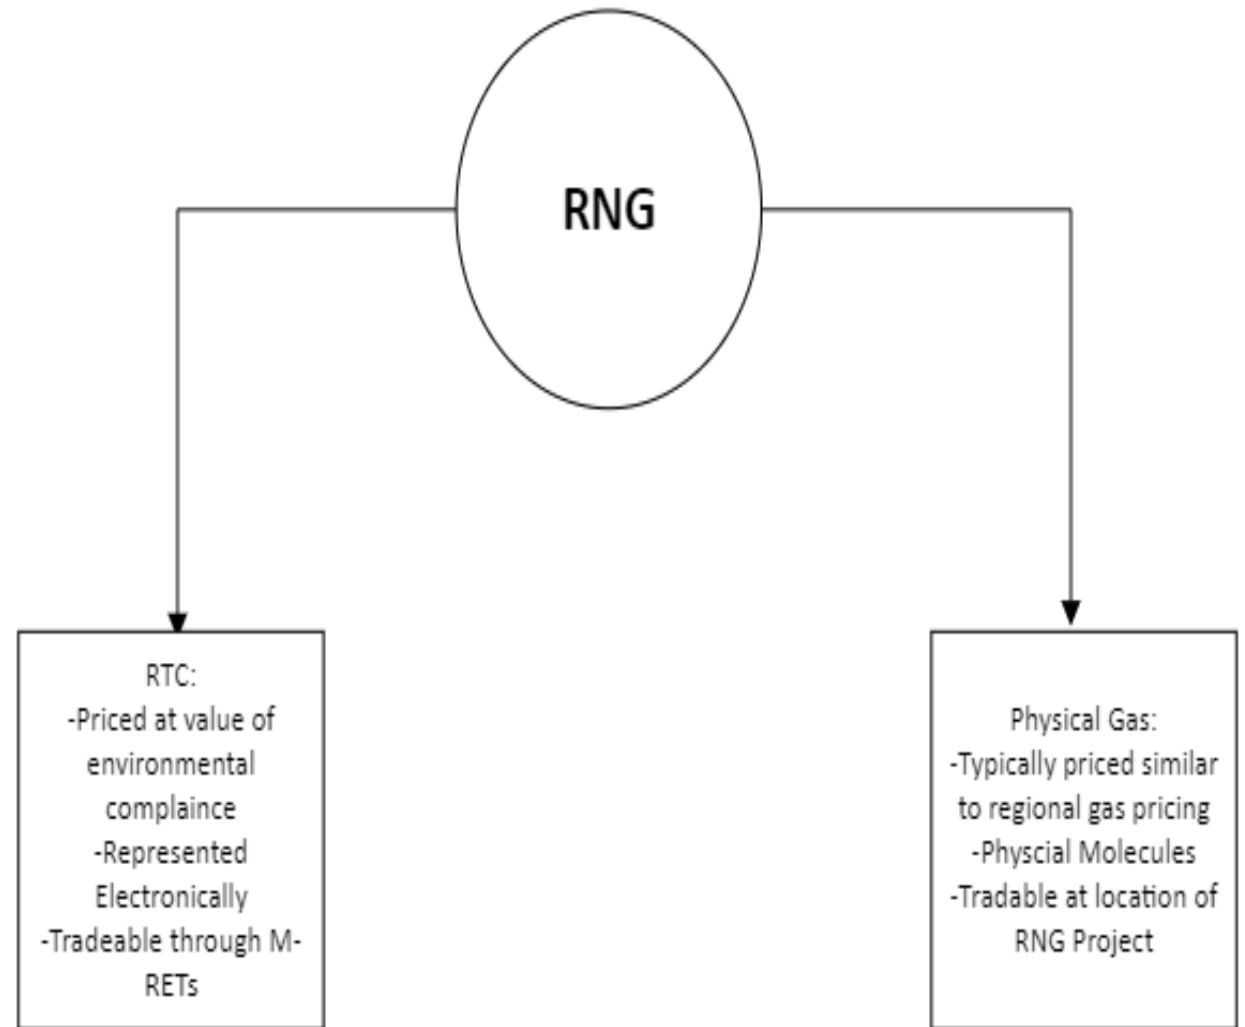 RNG
RTC:
-Priced at value of
environmental
complaince
-Represented
Electronically
-Tradeable through M-
RETs
Physical Gas:
-Typically priced similar
to regional gas pricing
-Physcial Molecules
-Tradable at location of
RNG Project